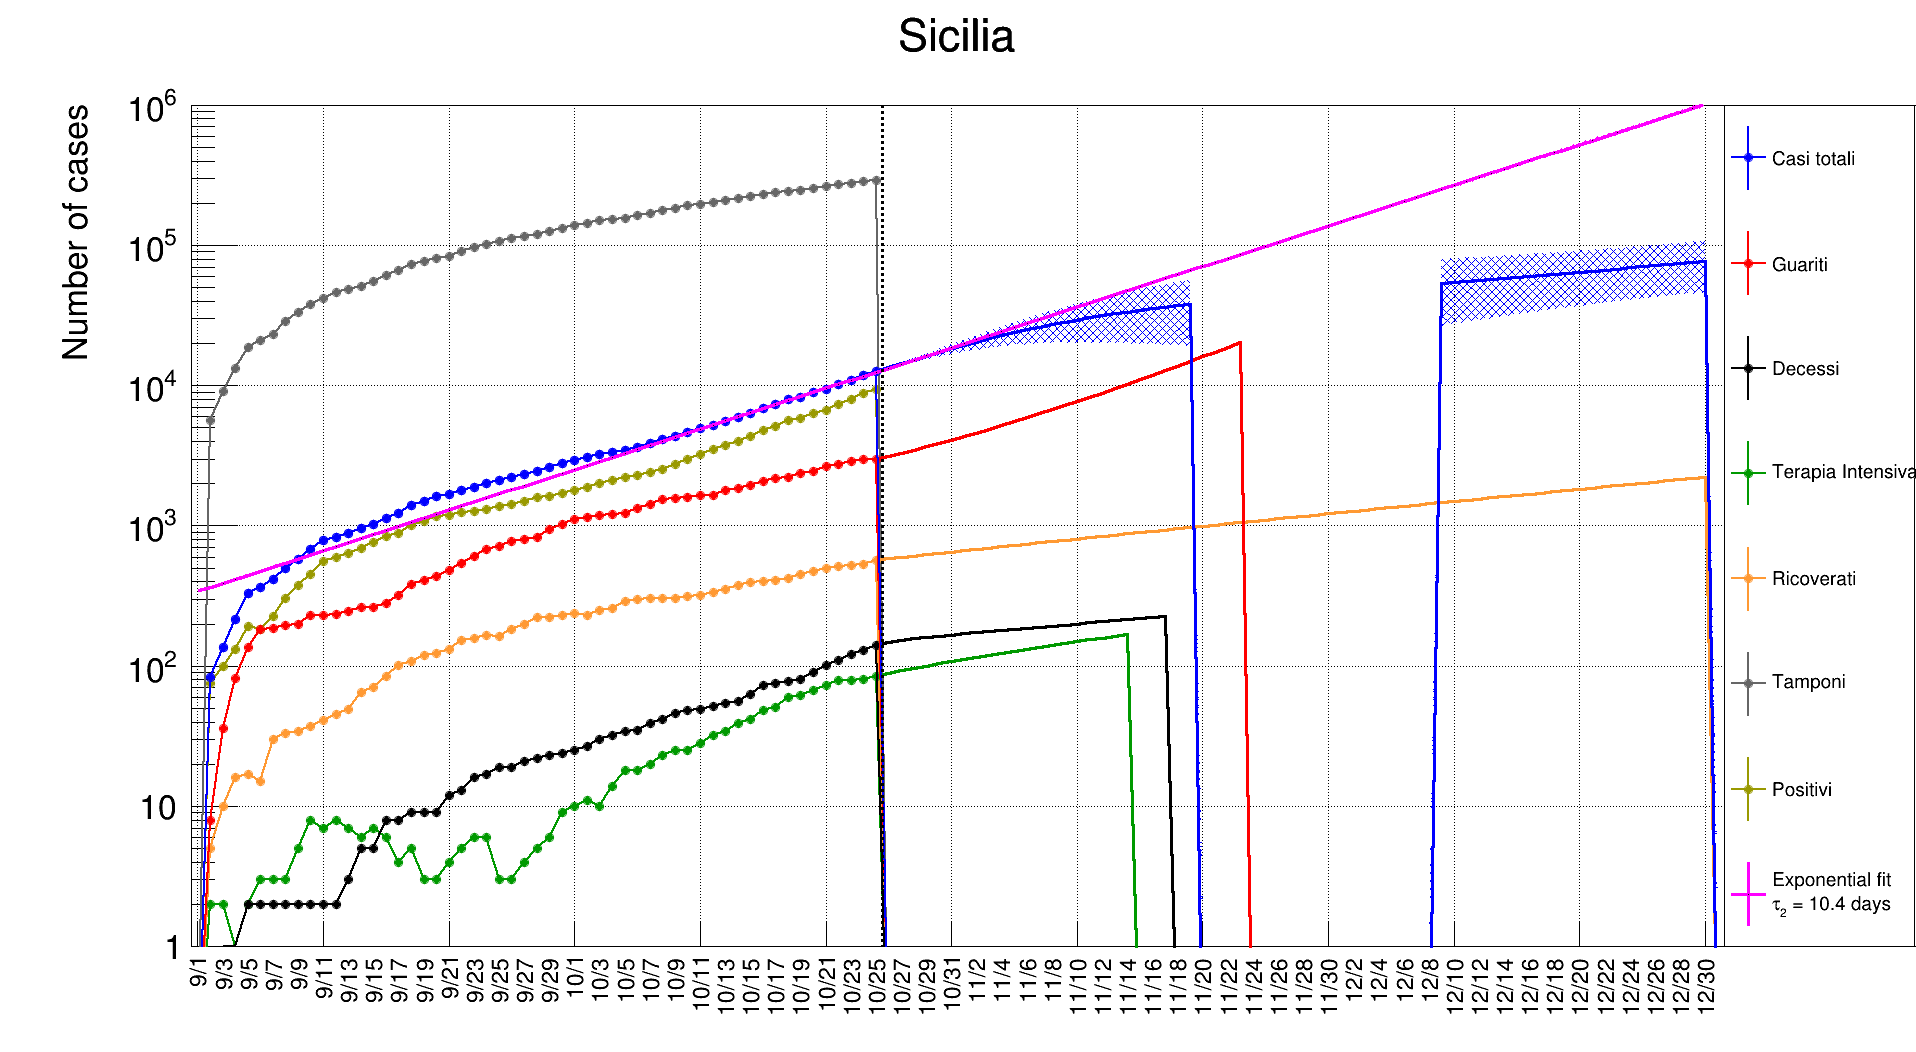 Sicilia
Number of cases
10^6
10^5
10^4
10^3
10^2
10
1
9/1 9/3 9/5 9/7 9/9 9/11 9/13 9/15 9/17 9/19 9/21 9/23 9/25 9/27 9/29 10/1 10/3 10/5 10/7 10/9 10/11 10/13 10/15 10/17 10/19 10/21 10/23 10/25 10/27 10/29 10/31 11/2 11/4 11/6 11/8 11/10 11/12 11/14 11/16 11/18 11/20 11/22 11/24 11/26 11/28 11/30 12/2 12/4 12/6 12/8 12/10 12/12 12/14 12/16 12/18 12/20 12/22 12/24 12/26 12/28 12/30
Casi totali
Guariti
Decessi
Terapia Intensiva
Ricoverati
Tamponi
Positivi
Exponential fit
τ₂ = 10.4 days